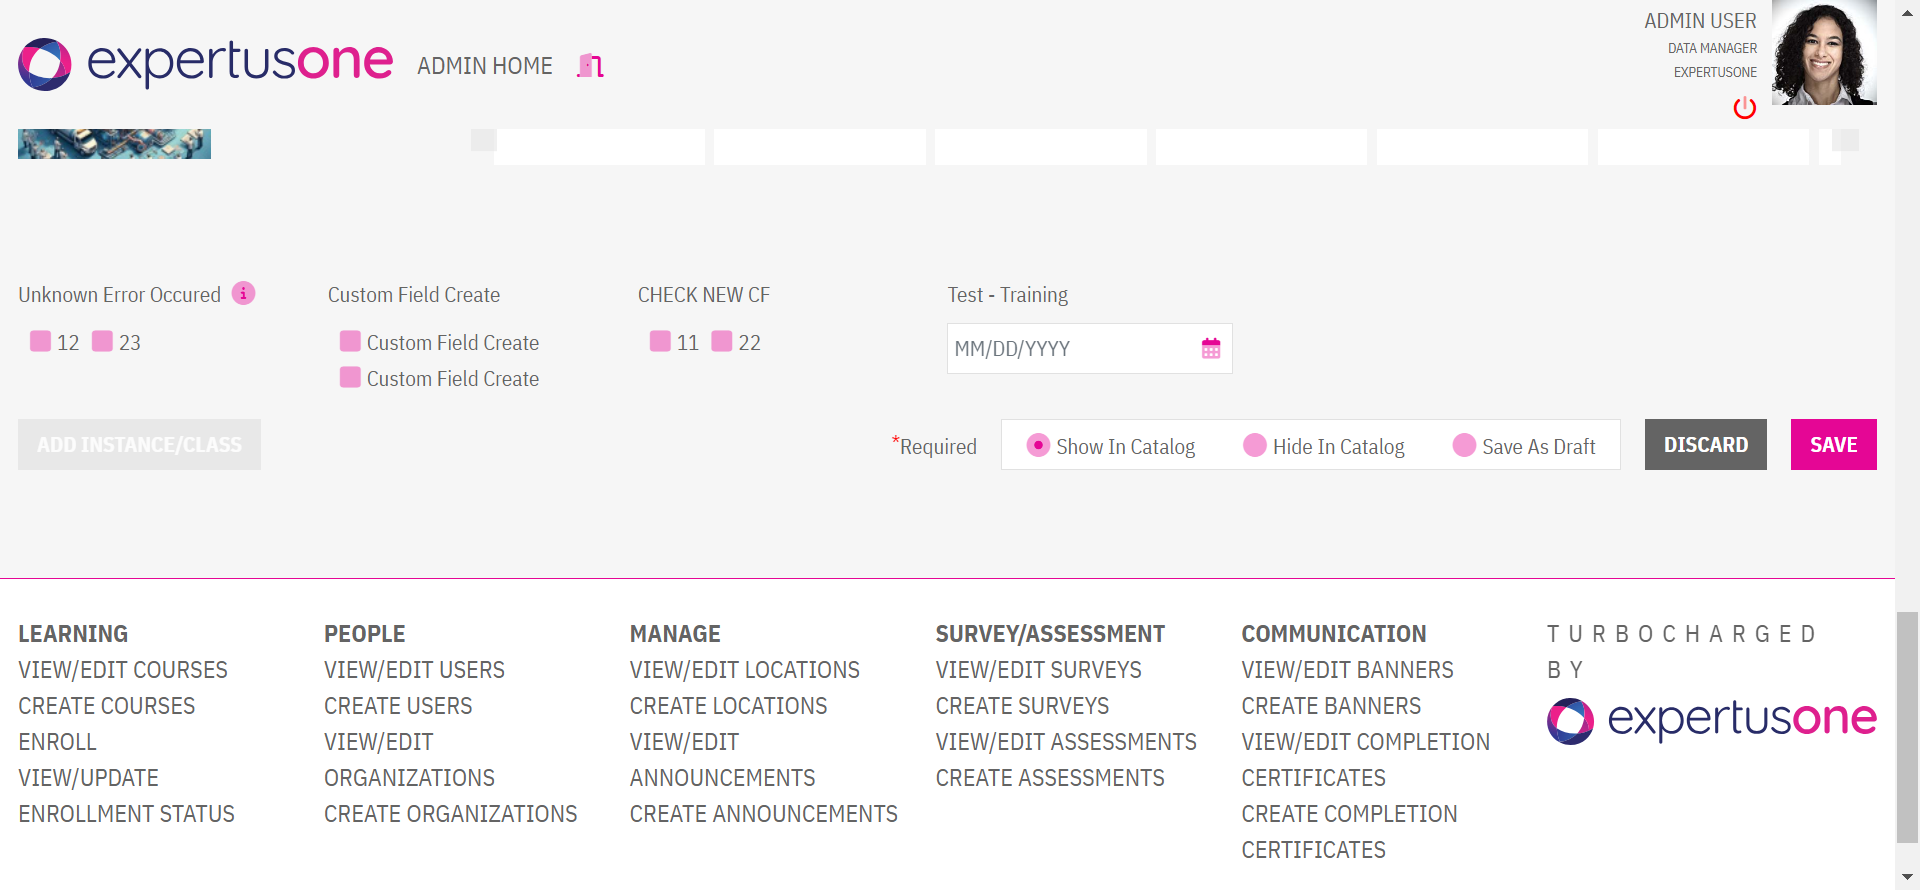 expertusone
ADMIN HOME
ADMIN USER
DATA MANAGER
EXPERTUSONE
Unknown Error Occured
12 23
Custom Field Create
Custom Field Create
Custom Field Create
CHECK NEW CF
11 22
Test - Training
MM/DD/YYYY
ADD INSTANCE/CLASS
*Required
Show In Catalog
Hide In Catalog
Save As Draft
DISCARD
SAVE
LEARNING
VIEW/EDIT COURSES
CREATE COURSES
ENROLL
VIEW/UPDATE
ENROLLMENT STATUS
PEOPLE
VIEW/EDIT USERS
CREATE USERS
VIEW/EDIT
ORGANIZATIONS
CREATE ORGANIZATIONS
MANAGE
VIEW/EDIT LOCATIONS
CREATE LOCATIONS
VIEW/EDIT
ANNOUNCEMENTS
CREATE ANNOUNCEMENTS
SURVEY/ASSESSMENT
VIEW/EDIT SURVEYS
CREATE SURVEYS
VIEW/EDIT ASSESSMENTS
CREATE ASSESSMENTS
COMMUNICATION
VIEW/EDIT BANNERS
CREATE BANNERS
VIEW/EDIT COMPLETION
CERTIFICATES
CREATE COMPLETION
CERTIFICATES
TURBOCHARGED
BY
expertusone